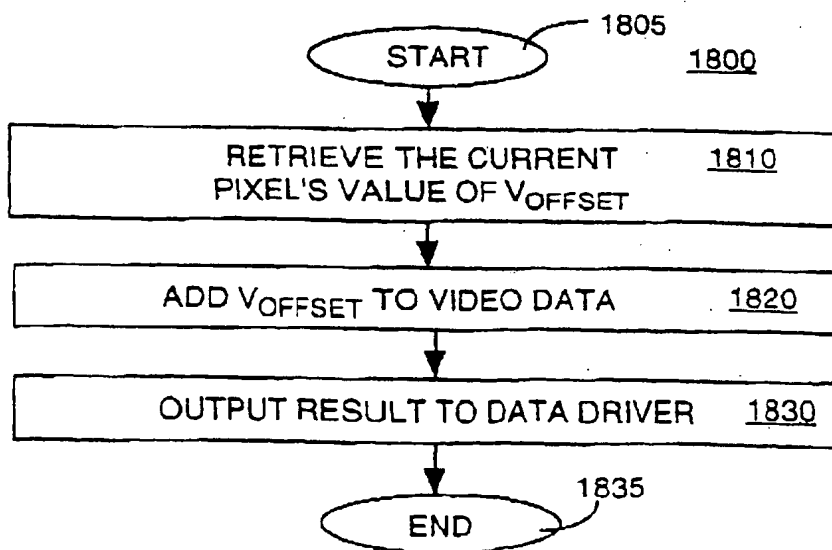 1805
START
1800
RETRIEVE THE CURRENT 1810
PIXEL'S VALUE OF VOFFSET
ADD VOFFSET TO VIDEO DATA 1820
OUTPUT RESULT TO DATA DRIVER 1830
1835
END